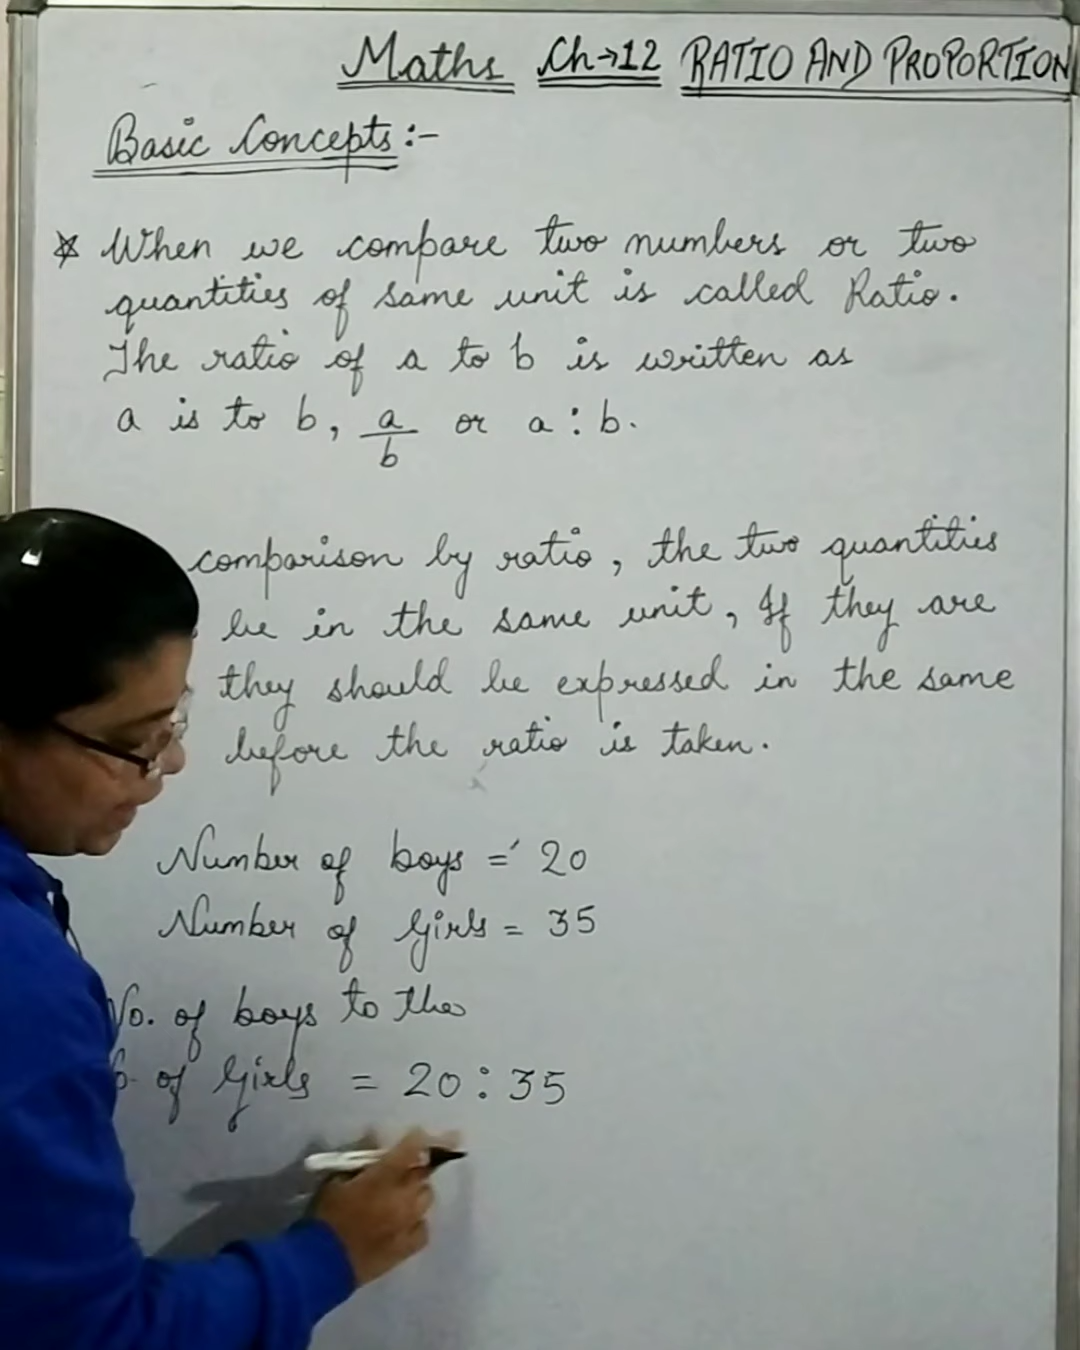 Maths Ch→12 RATIO AND PROPORTION
Basic Concepts:-
☆ When we compare two numbers or two
quantities of same unit is called Ratio.
The ratio of a to b is written as
a is to b, a/b or a : b.
comparison by ratio, the two quantities
be in the same unit, If they are
they should be expressed in the same
before the ratio is taken.
Number of boys = 20
Number of Girls = 35
No. of boys to the
of Girls = 20 : 35